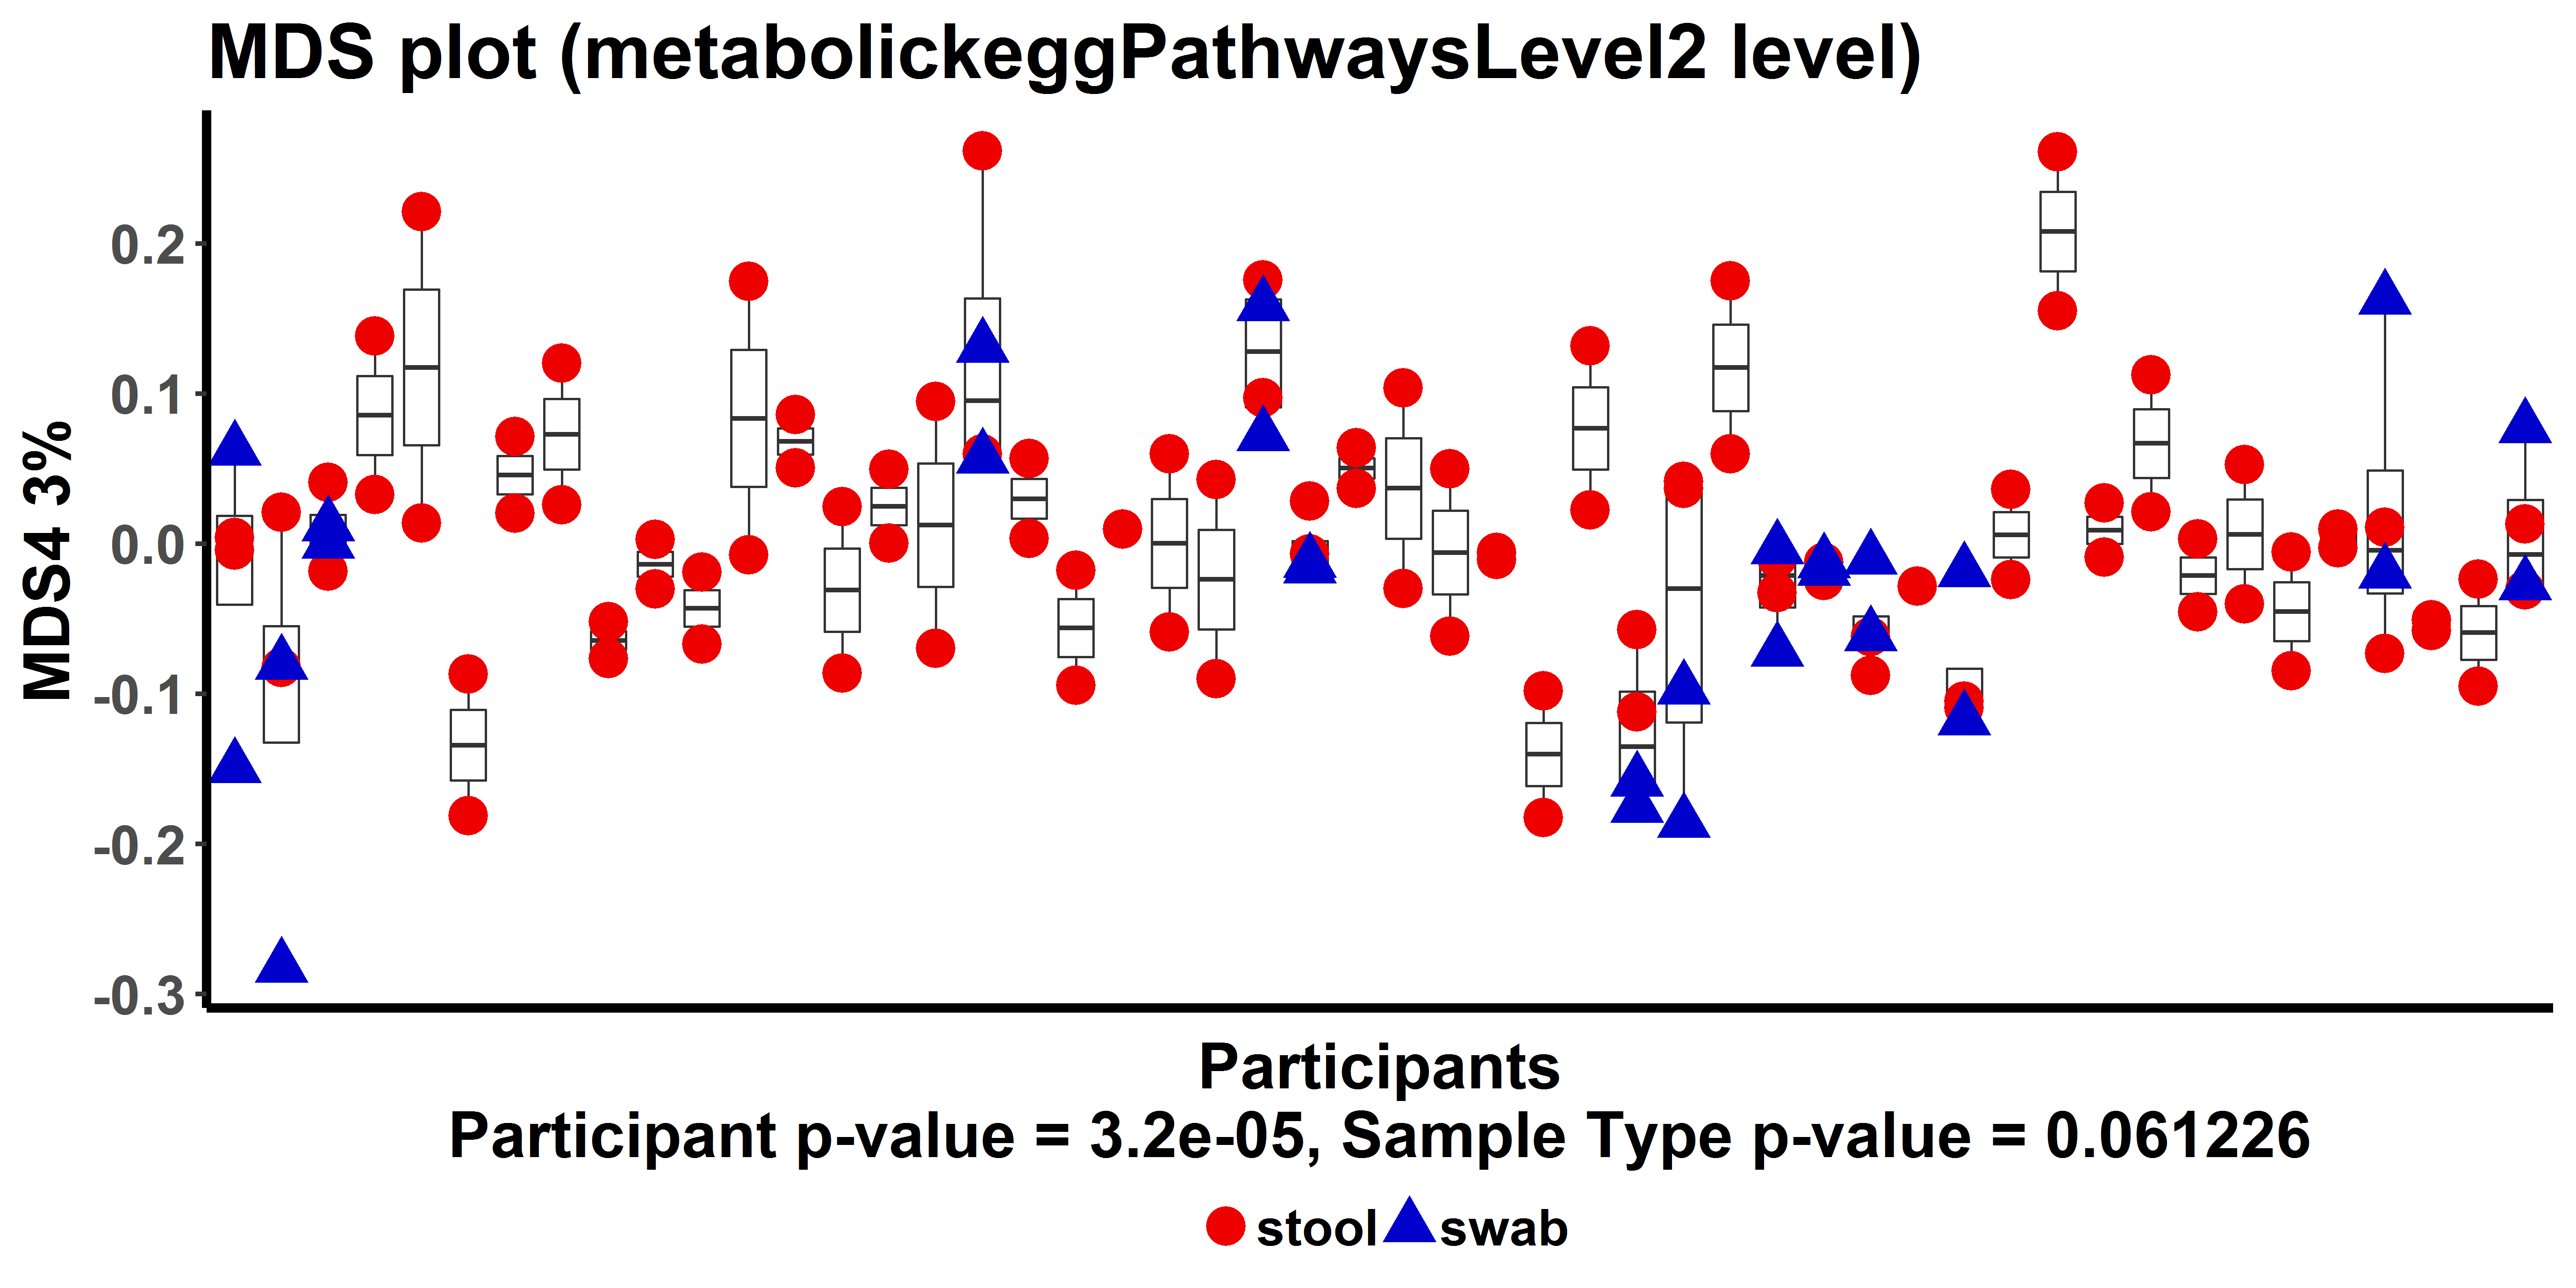 MDS plot (metabolickeggPathwaysLevel2 level)
MDS4 3%
0.2
0.1
0.0
-0.1
-0.2
-0.3
Participants
Participant p-value = 3.2e-05, Sample Type p-value = 0.061226
stool swab